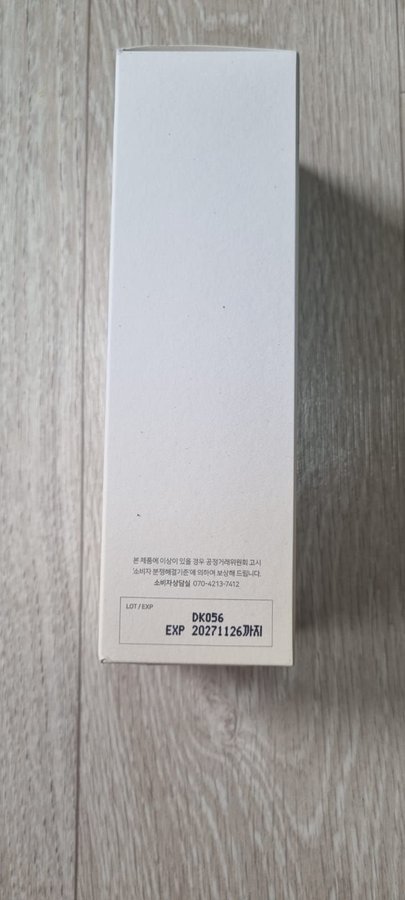 본 제품에 이상이 있을 경우 공정거래위원회 고시
'소비자 분쟁해결기준'에 의하여 보상해 드립니다.
소비자상담실 070-4213-7412
LOT / EXP
DK056
EXP 20271126까지